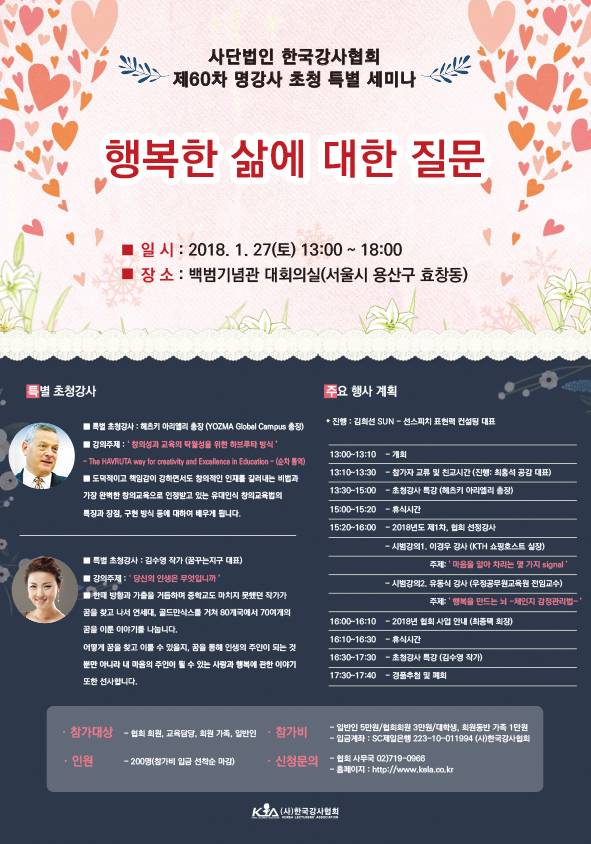 사단법인 한국강사협회
제60차 명강사 초청 특별 세미나
행복한 삶에 대한 질문
■ 일 시 : 2018. 1. 27(토) 13:00 ~ 18:00
■ 장 소 : 백범기념관 대회의실(서울시 용산구 효창동)
특별 초청강사
■ 특별 초청강사 : 헤츠키 아리엘리 총장 (YOZMA Global Campus 총장)
■ 강의주제 : ' 창의성과 교육의 탁월성을 위한 하브루타 방식 '
- The HAVRUTA way for creativity and Excellence in Education - (순차 통역)
■ 도덕적이고 책임감이 강하면서도 창의적인 인재를 길러내는 비법과
가장 완벽한 창의교육으로 인정받고 있는 유대인식 창의교육법의
특징과 장점, 구현 방식 등에 대하여 배우게 됩니다.
■ 특별 초청강사 : 김수영 작가 (꿈꾸는지구 대표)
■ 강의주제 : ' 당신의 인생은 무엇입니까 '
■ 한때 방황과 가출을 거듭하며 중학교도 마치지 못했던 작가가
꿈을 찾고 나서 연세대, 골드만삭스를 거쳐 80개국에서 70여개의
꿈을 이룬 이야기를 나눕니다.
어떻게 꿈을 찾고 이룰 수 있을지, 꿈을 통해 인생의 주인이 되는 것
뿐만 아니라 내 마음의 주인이 될 수 있는 사랑과 행복에 관한 이야기
또한 선사합니다.
주요 행사 계획
* 진행 : 김희선 SUN - 선스피치 표현력 컨설팅 대표
13:00-13:10 - 개회
13:10-13:30 - 참가자 교류 및 친교시간 (진행: 최홍석 공감 대표)
13:30-15:00 - 초청강사 특강 (헤츠키 아리엘리 총장)
15:00-15:20 - 휴식시간
15:20-16:00 - 2018년도 제1차, 협회 선정강사
- 시범강의1. 이경우 강사 (KTH 쇼핑호스트 실장)
주제: ' 마음을 알아 차리는 몇 가지 signal '
- 시범강의2. 유동식 강사 (우정공무원교육원 전임교수)
주제: ' 행복을 만드는 뇌 -체인지 감정관리법- '
16:00-16:10 - 2018년 협회 사업 안내 (최종택 회장)
16:10-16:30 - 휴식시간
16:30-17:30 - 초청강사 특강 (김수영 작가)
17:30-17:40 - 경품추첨 및 폐회
· 참가대상 - 협회 회원, 교육담당, 회원 가족, 일반인
· 인원 - 200명(참가비 입금 선착순 마감)
· 참가비 - 일반인 5만원/협회회원 3만원/대학생, 회원동반 가족 1만원
- 입금계좌 : SC제일은행 223-10-011994 (사)한국강사협회
· 신청문의 - 협회 사무국 02)719-0966
- 홈페이지 : http://www.kela.co.kr
(사)한국강사협회
KOREA LECTURERS' ASSOCIATION